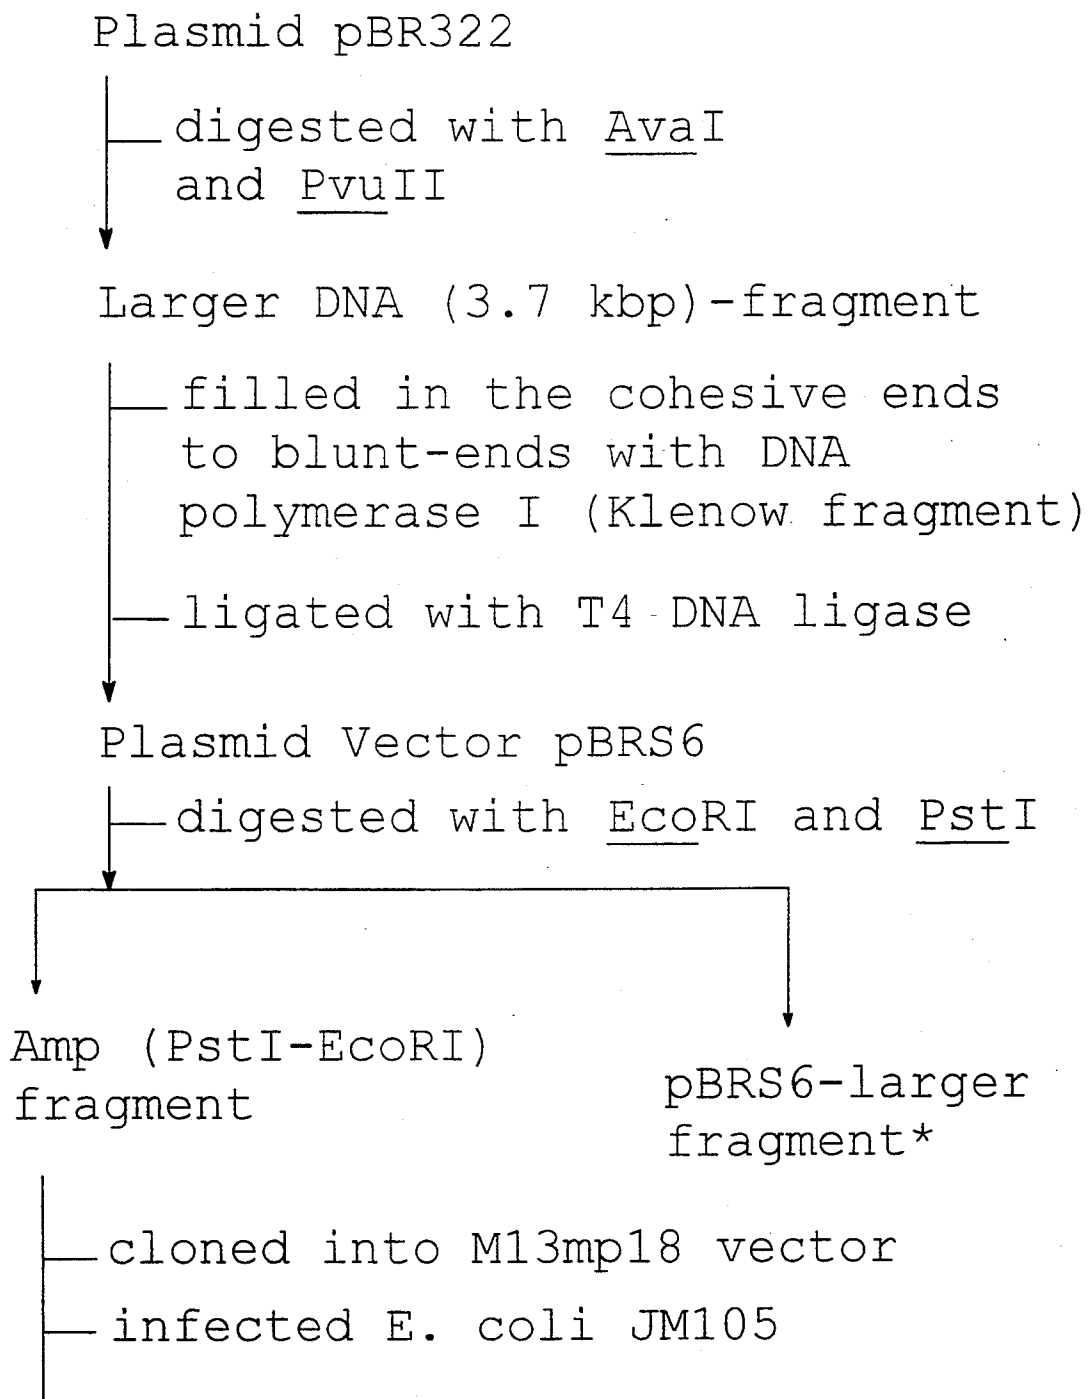 Plasmid pBR322
digested with AvaI
and PvuII
Larger DNA (3.7 kbp)-fragment
filled in the cohesive ends
to blunt-ends with DNA
polymerase I (Klenow fragment)
ligated with T4 DNA ligase
Plasmid Vector pBRS6
digested with EcoRI and PstI
Amp (PstI-EcoRI)
fragment
pBRS6-larger
fragment*
cloned into M13mp18 vector
infected E. coli JM105